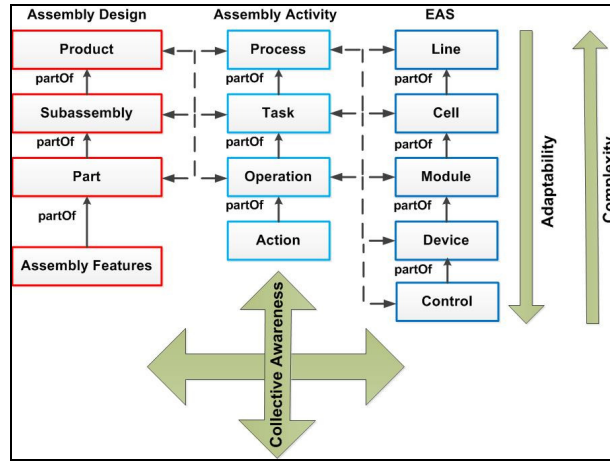 Assembly Design Assembly Activity EAS
Product Process Line
partOf partOf partOf
Subassembly Task Cell
partOf partOf partOf
Part Operation Module
partOf partOf partOf
Assembly Features Action Device
partOf
Control
Adaptability
Complexity
Collective Awareness